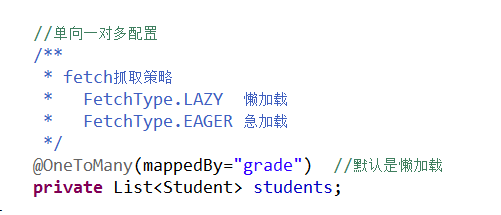 //单向一对多配置
/**
 * fetch抓取策略
 *   FetchType.LAZY  懒加载
 *   FetchType.EAGER 急加载
 */
@OneToMany(mappedBy="grade")  //默认是懒加载
private List<Student> students;